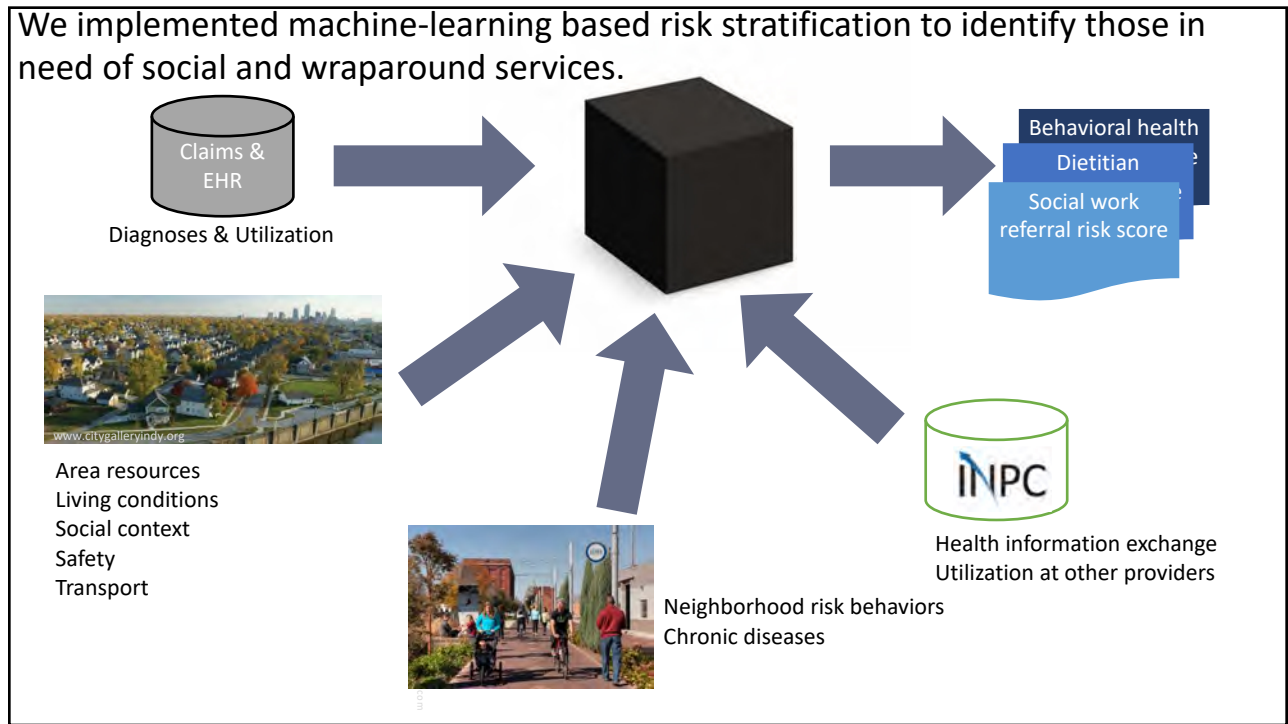 We implemented machine-learning based risk stratification to identify those in
need of social and wraparound services.
Claims &
EHR
Diagnoses & Utilization
Behavioral health
Dietitian
Social work
referral risk score
www.citygalleryindy.org
Area resources
Living conditions
Social context
Safety
Transport
iNPC
Health information exchange
Utilization at other providers
Neighborhood risk behaviors
Chronic diseases